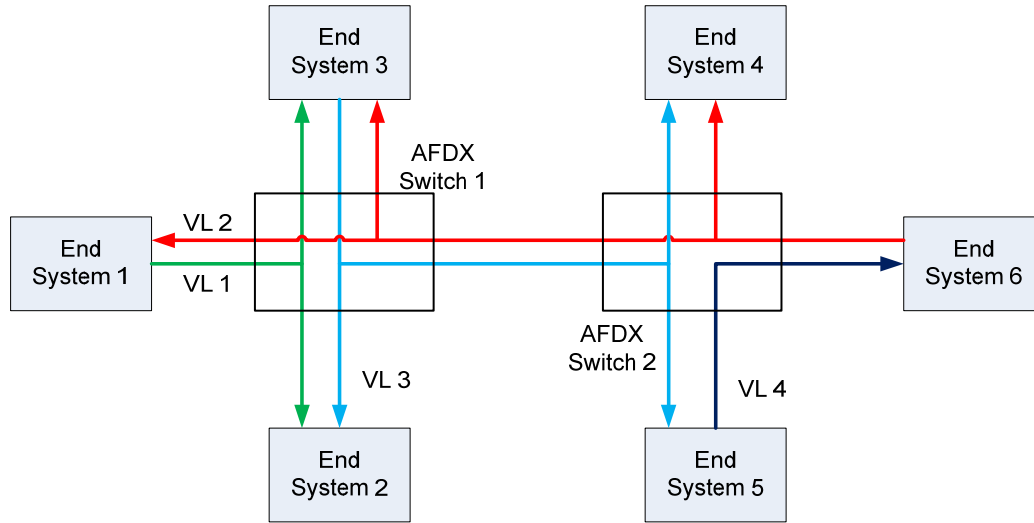 End
System 3
End
System 4
AFDX
Switch 1
VL 2
End
System 1
VL 1
End
System 6
AFDX
Switch 2
VL 3
VL 4
End
System 2
End
System 5